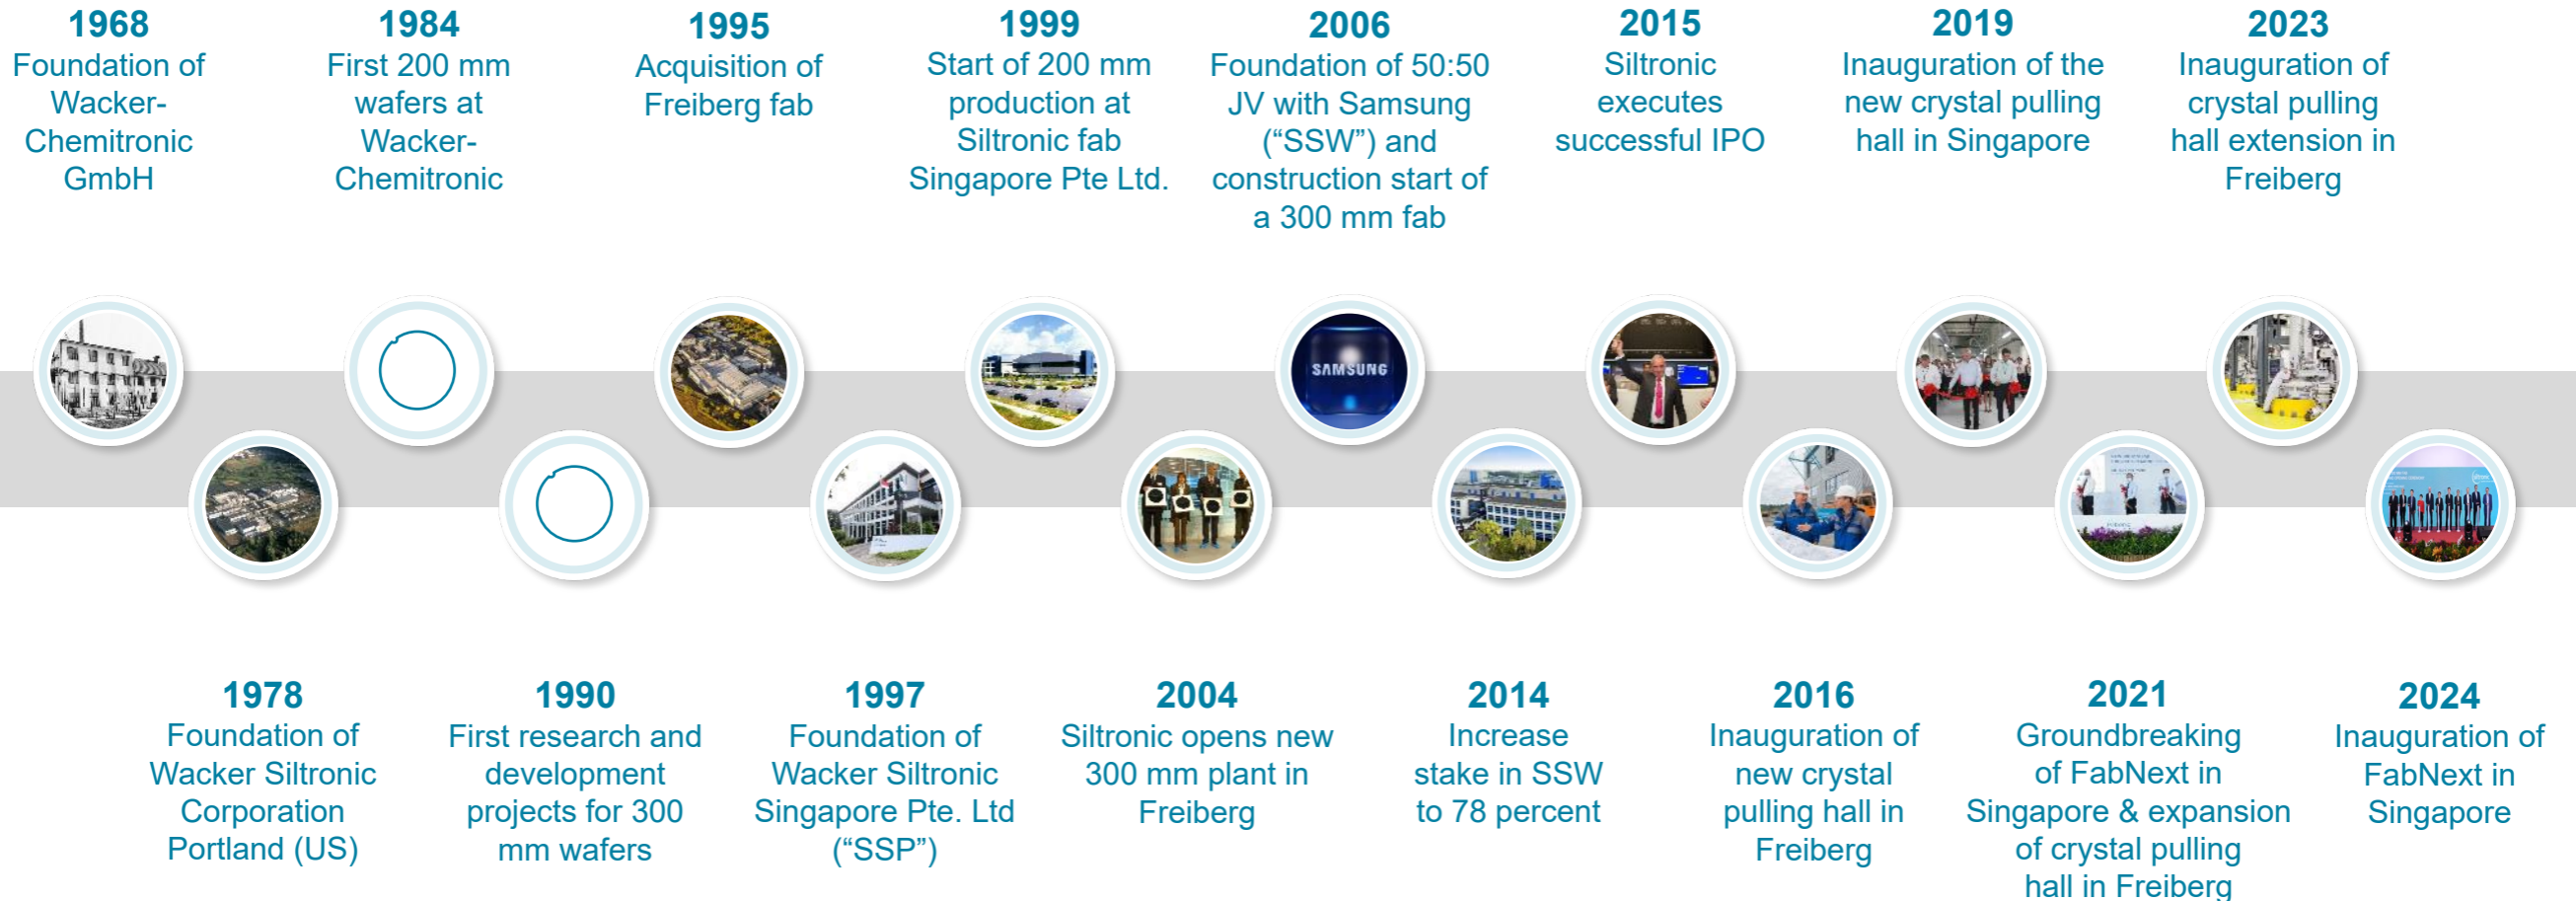 1968
Foundation of
Wacker-
Chemitronic
GmbH
1984
First 200 mm
wafers at
Wacker-
Chemitronic
1995
Acquisition of
Freiberg fab
1999
Start of 200 mm
production at
Siltronic fab
Singapore Pte Ltd.
2006
Foundation of 50:50
JV with Samsung
(“SSW”) and
construction start of
a 300 mm fab
2015
Siltronic
executes
successful IPO
2019
Inauguration of the
new crystal pulling
hall in Singapore
2023
Inauguration of
crystal pulling
hall extension in
Freiberg
SAMSUNG
1978
Foundation of
Wacker Siltronic
Corporation
Portland (US)
1990
First research and
development
projects for 300
mm wafers
1997
Foundation of
Wacker Siltronic
Singapore Pte. Ltd
(“SSP”)
2004
Siltronic opens new
300 mm plant in
Freiberg
2014
Increase
stake in SSW
to 78 percent
2016
Inauguration of
new crystal
pulling hall in
Freiberg
2021
Groundbreaking
of FabNext in
Singapore & expansion
of crystal pulling
hall in Freiberg
2024
Inauguration of
FabNext in
Singapore